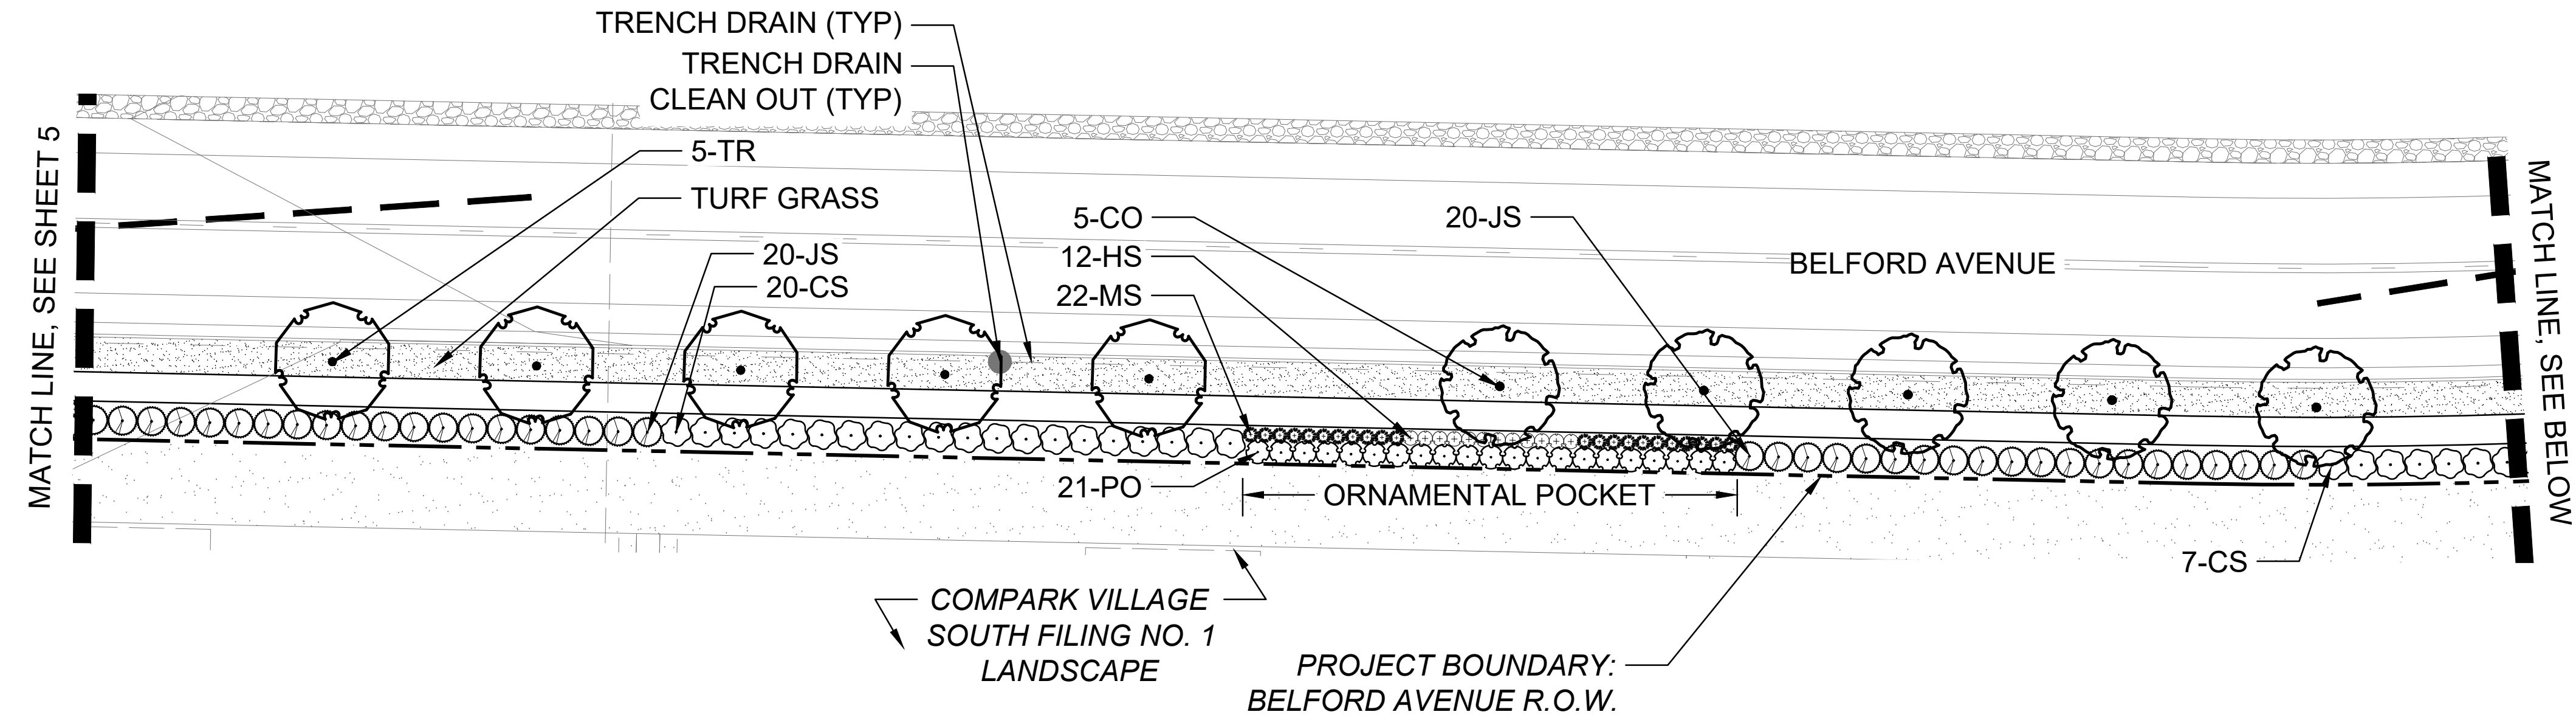 TRENCH DRAIN (TYP)
TRENCH DRAIN
CLEAN OUT (TYP)
5-TR
TURF GRASS
20-JS
20-CS
5-CO
12-HS
22-MS
20-JS
BELFORD AVENUE
MATCH LINE, SEE SHEET 5
MATCH LINE, SEE BELOW
21-PO
ORNAMENTAL POCKET
7-CS
COMPARK VILLAGE
SOUTH FILING NO. 1
LANDSCAPE
PROJECT BOUNDARY:
BELFORD AVENUE R.O.W.